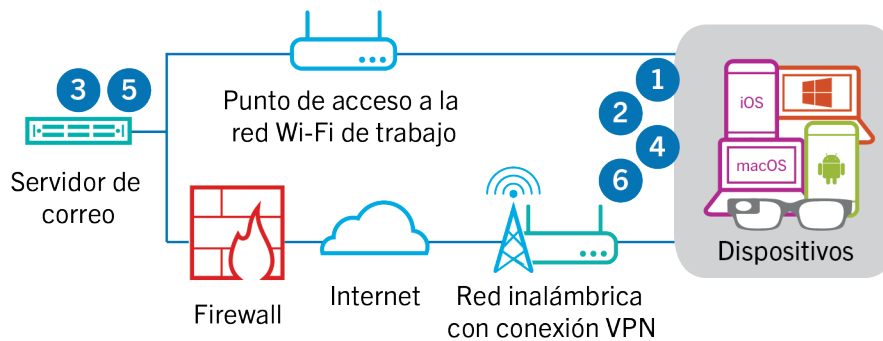 3
5
Servidor de
correo
Punto de acceso a la
red Wi-Fi de trabajo
1
2
4
6
iOS
macOS
Dispositivos
Firewall
Internet
Red inalámbrica
con conexión VPN